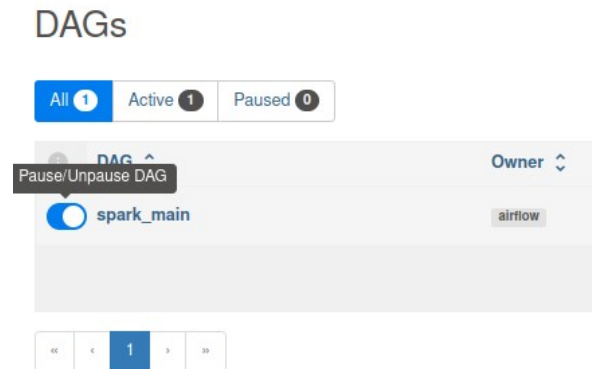 DAGs
All 1 Active 1 Paused 0
DAG Owner
Pause/Unpause DAG
spark_main airflow
« ‹ 1 › »